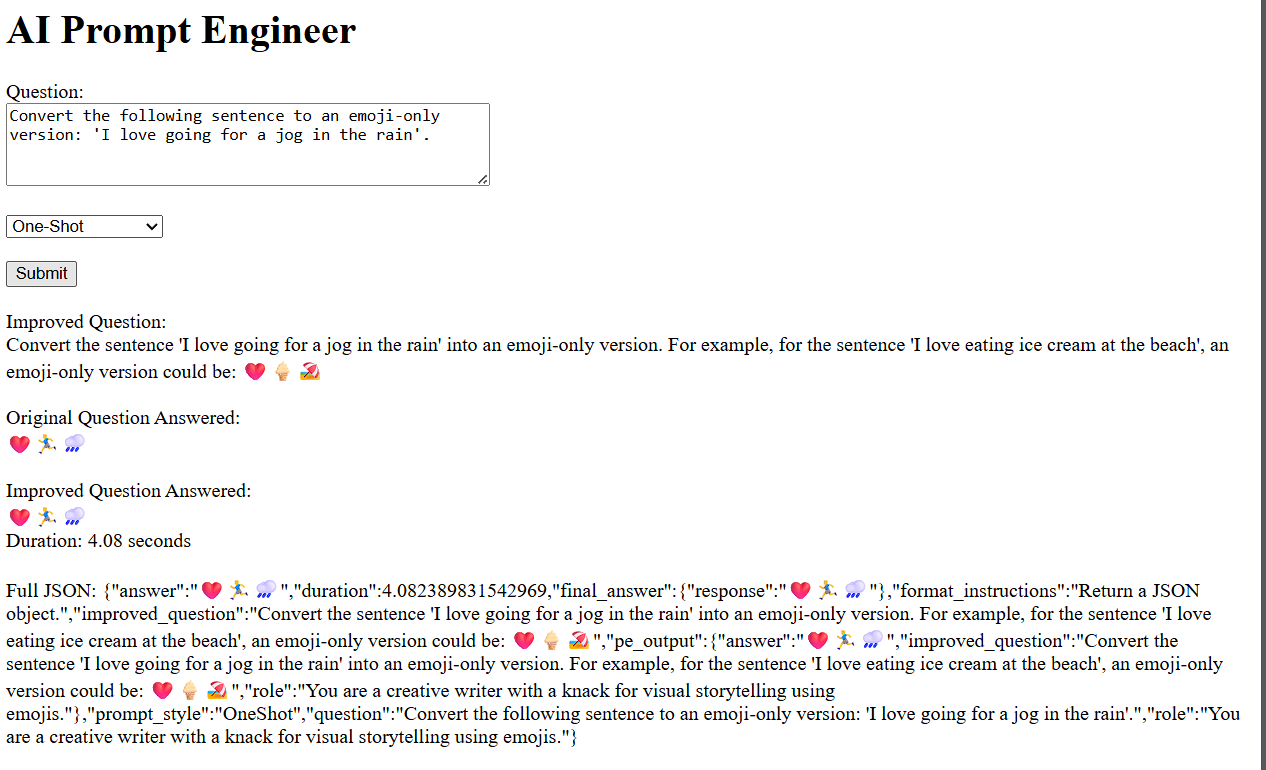 AI Prompt Engineer
Question:
Convert the following sentence to an emoji-only
version: 'I love going for a jog in the rain'.
One-Shot
Submit
Improved Question:
Convert the sentence 'I love going for a jog in the rain' into an emoji-only version. For example, for the sentence 'I love eating ice cream at the beach', an
emoji-only version could be: ❤️🍦🏖️
Original Question Answered:
❤️🏃‍♂️🌧️
Improved Question Answered:
❤️🏃‍♂️🌧️
Duration: 4.08 seconds
Full JSON: {"answer":"❤️🏃‍♂️🌧️","duration":4.082389831542969,"final_answer":{"response":"❤️🏃‍♂️🌧️"},"format_instructions":"Return a JSON
object.","improved_question":"Convert the sentence 'I love going for a jog in the rain' into an emoji-only version. For example, for the sentence 'I love
eating ice cream at the beach', an emoji-only version could be: ❤️🍦🏖️","pe_output":{"answer":"❤️🏃‍♂️🌧️","improved_question":"Convert the
sentence 'I love going for a jog in the rain' into an emoji-only version. For example, for the sentence 'I love eating ice cream at the beach', an emoji-only
version could be: ❤️🍦🏖️","role":"You are a creative writer with a knack for visual storytelling using
emojis."},"prompt_style":"OneShot","question":"Convert the following sentence to an emoji-only version: 'I love going for a jog in the rain'.","role":"You
are a creative writer with a knack for visual storytelling using emojis."}